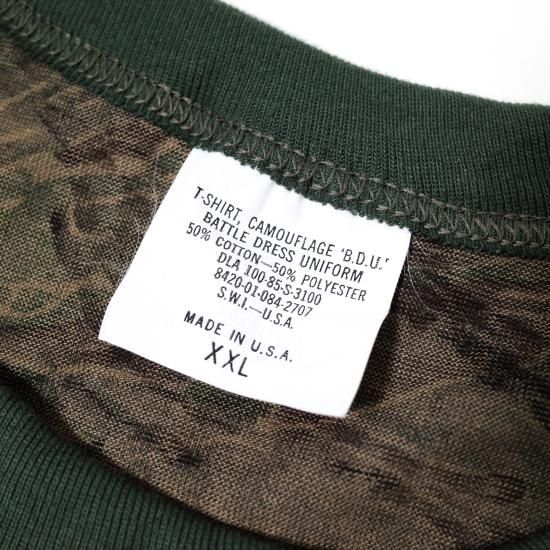 T-SHIRT, CAMOUFLAGE 'B.D.U.'
BATTLE DRESS UNIFORM
50% COTTON—50% POLYESTER
DLA 100-85-S-3100
8420-01-084-2707
S.W.I.—U.S.A.
MADE IN U.S.A.
XXL